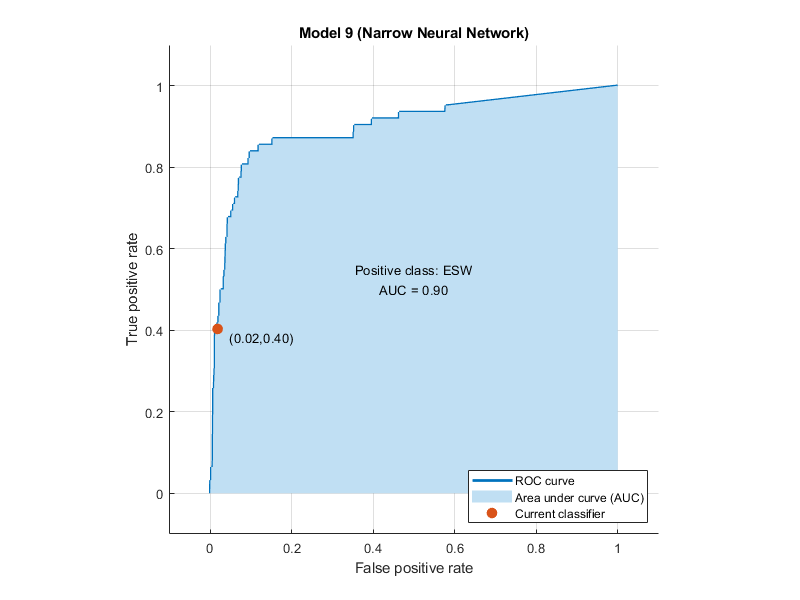 Model 9 (Narrow Neural Network)
True positive rate
1
0.8
0.6
0.4
0.2
0
Positive class: ESW
AUC = 0.90
(0.02,0.40)
ROC curve
Area under curve (AUC)
Current classifier
0
0.2
0.4
0.6
0.8
1
False positive rate